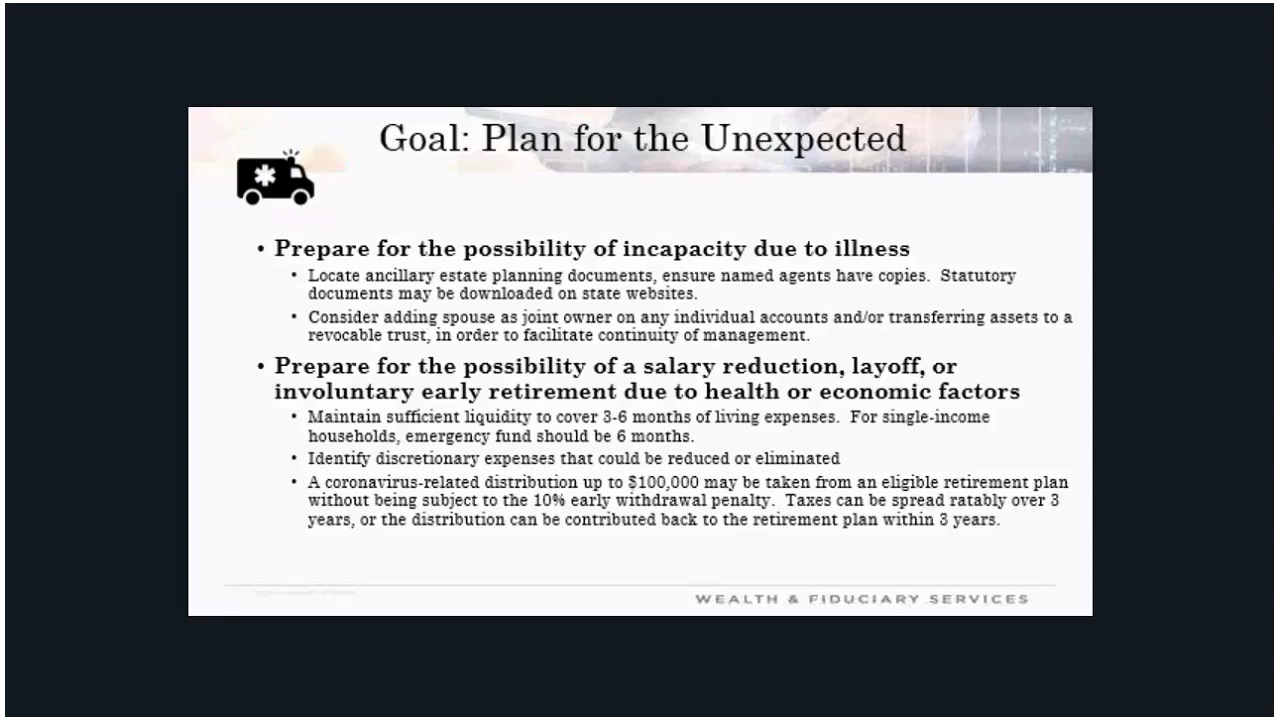 Goal: Plan for the Unexpected
• Prepare for the possibility of incapacity due to illness
• Locate ancillary estate planning documents, ensure named agents have copies.  Statutory
documents may be downloaded on state websites.
• Consider adding spouse as joint owner on any individual accounts and/or transferring assets to a
revocable trust, in order to facilitate continuity of management.
• Prepare for the possibility of a salary reduction, layoff, or
involuntary early retirement due to health or economic factors
• Maintain sufficient liquidity to cover 3-6 months of living expenses.  For single-income
households, emergency fund should be 6 months.
• Identify discretionary expenses that could be reduced or eliminated
• A coronavirus-related distribution up to $100,000 may be taken from an eligible retirement plan
without being subject to the 10% early withdrawal penalty.  Taxes can be spread ratably over 3
years, or the distribution can be contributed back to the retirement plan within 3 years.
WEALTH & FIDUCIARY SERVICES